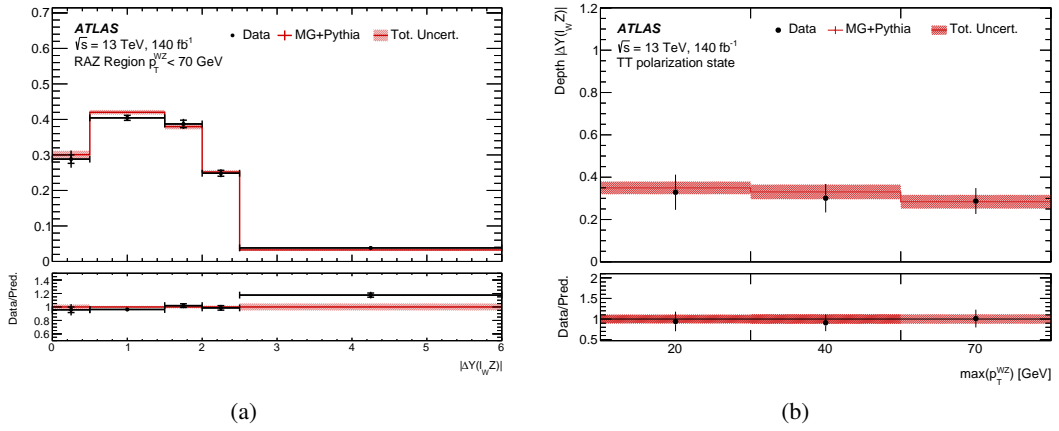 ATLAS
√s = 13 TeV, 140 fb⁻¹
RAZ Region p_T^WZ < 70 GeV
Data
MG+Pythia
Tot. Uncert.
0.7
0.6
0.5
0.4
0.3
0.2
0.1
0
Data/Pred.
1.4
1.2
1.0
0.8
0.6
0 1 2 3 4 5 6
|ΔY(l_W Z)|
(a)
Depth |ΔY(l_W Z)|
ATLAS
√s = 13 TeV, 140 fb⁻¹
TT polarization state
Data
MG+Pythia
Tot. Uncert.
1.2
1
0.8
0.6
0.4
0.2
0
Data/Pred.
2
1.5
1
0.5
20 40 70
max(p_T^WZ) [GeV]
(b)